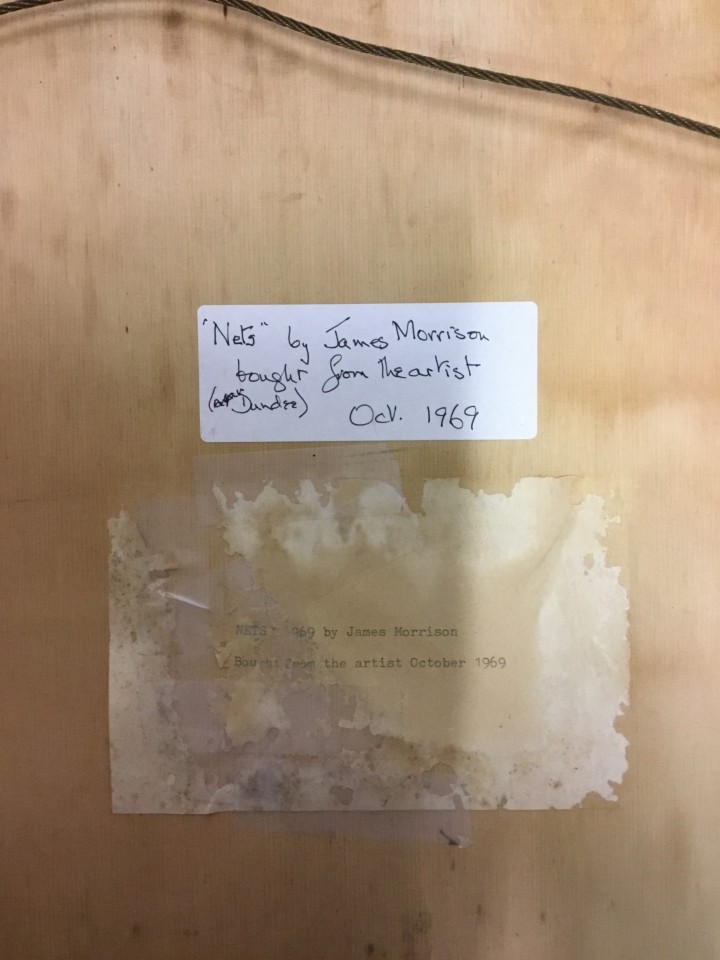 "Nets" by James Morrison
bought from the artist
(Dundee) Oct. 1969
NETS 1969 by James Morrison
Bought from the artist October 1969